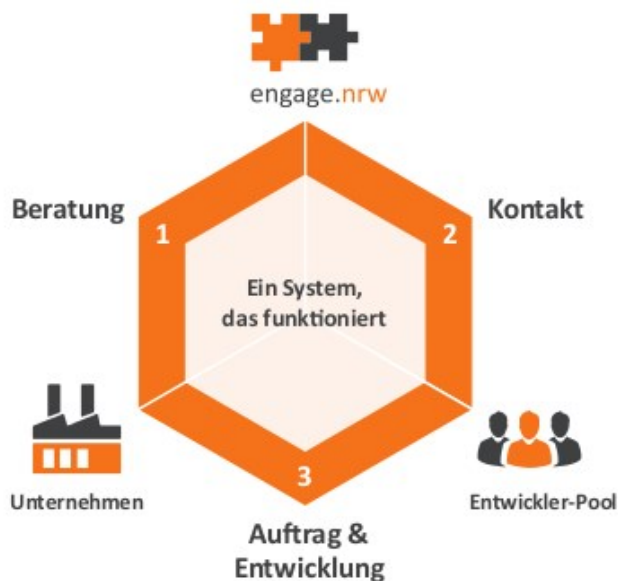 engage.nrw
Beratung
Kontakt
1
2
Ein System,
das funktioniert
Unternehmen
3
Entwickler-Pool
Auftrag &
Entwicklung